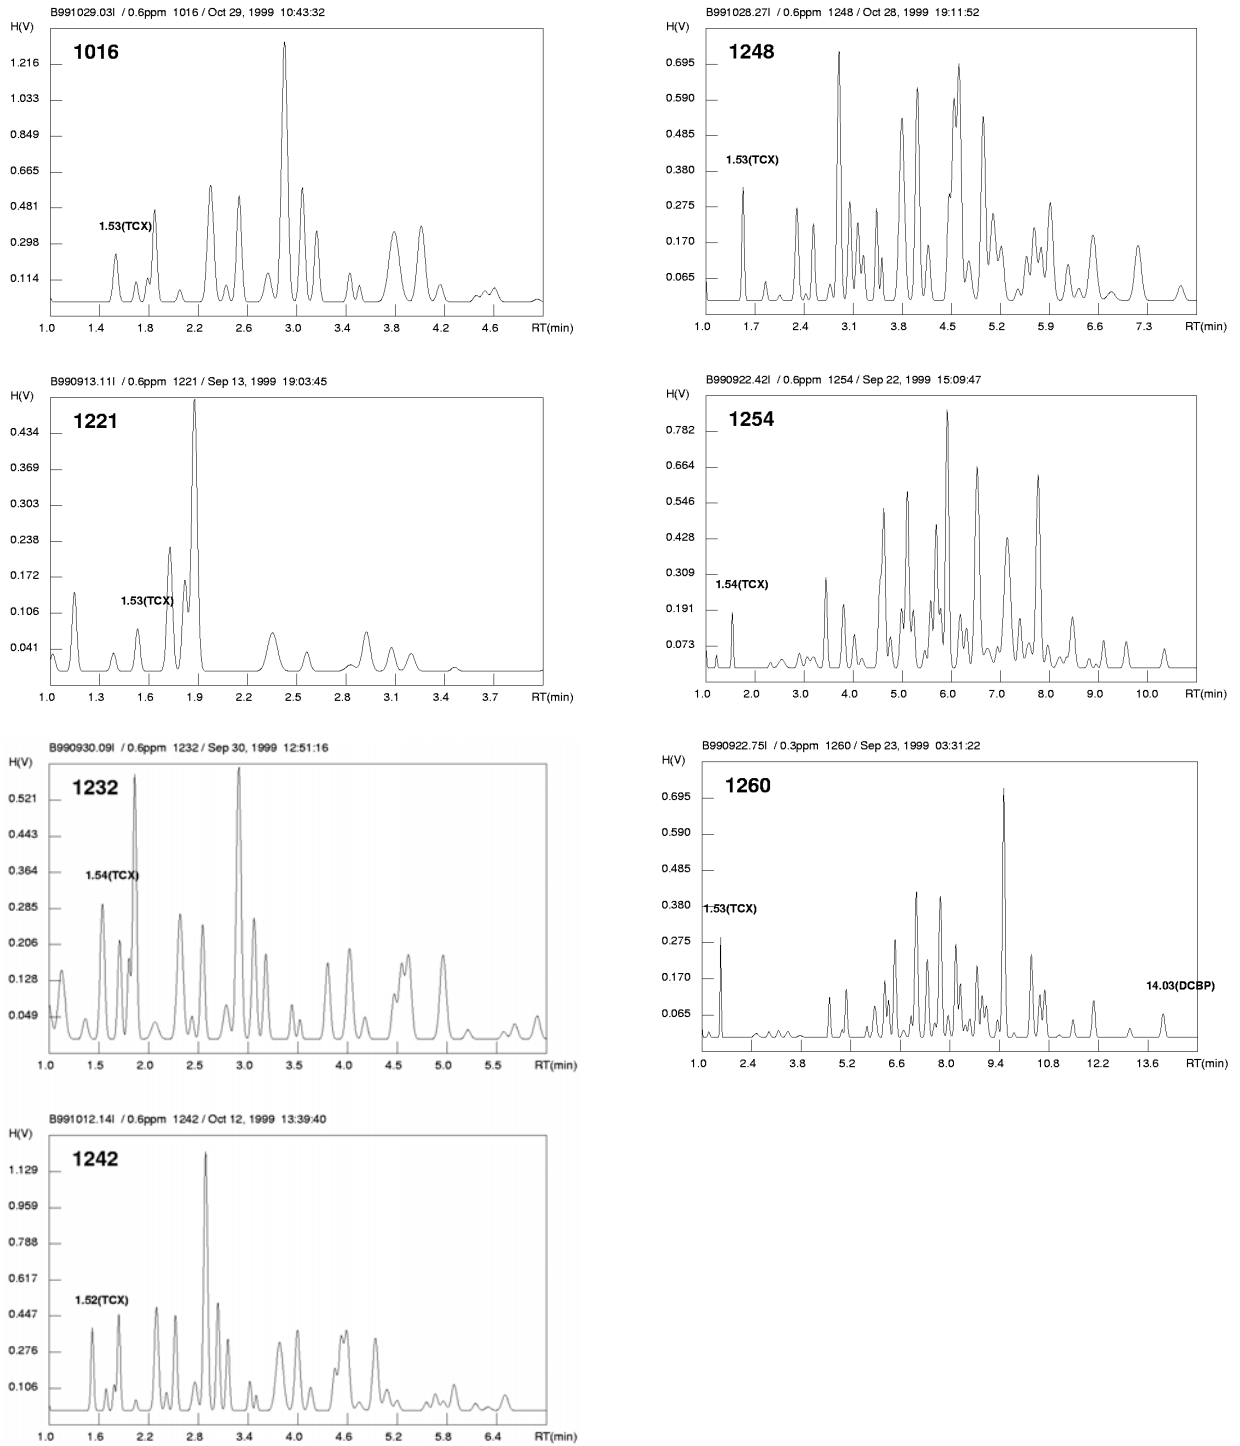 B991029.03I / 0.6ppm 1016 / Oct 29, 1999 10:43:32
H(V)
1016
1.216
1.033
0.849
0.665
0.481
0.298
0.114
1.53(TCX)
1.0 1.4 1.8 2.2 2.6 3.0 3.4 3.8 4.2 4.6 RT(min)
B990913.11I / 0.6ppm 1221 / Sep 13, 1999 19:03:45
H(V)
1221
0.434
0.369
0.303
0.238
0.172
0.106
0.041
1.53(TCX)
1.0 1.3 1.6 1.9 2.2 2.5 2.8 3.1 3.4 3.7 RT(min)
B990930.09I / 0.6ppm 1232 / Sep 30, 1999 12:51:16
H(V)
1232
0.521
0.443
0.364
0.285
0.206
0.128
0.049
1.54(TCX)
1.0 1.5 2.0 2.5 3.0 3.5 4.0 4.5 5.0 5.5 RT(min)
B991012.14I / 0.6ppm 1242 / Oct 12, 1999 13:39:40
H(V)
1242
1.129
0.959
0.788
0.617
0.447
0.276
0.106
1.52(TCX)
1.0 1.6 2.2 2.8 3.4 4.0 4.6 5.2 5.8 6.4 RT(min)
B991028.27I / 0.6ppm 1248 / Oct 28, 1999 19:11:52
H(V)
1248
0.695
0.590
0.485
0.380
0.275
0.170
0.065
1.53(TCX)
1.0 1.7 2.4 3.1 3.8 4.5 5.2 5.9 6.6 7.3 RT(min)
B990922.42I / 0.6ppm 1254 / Sep 22, 1999 15:09:47
H(V)
1254
0.782
0.664
0.546
0.428
0.309
0.191
0.073
1.54(TCX)
1.0 2.0 3.0 4.0 5.0 6.0 7.0 8.0 9.0 10.0 RT(min)
B990922.75I / 0.3ppm 1260 / Sep 23, 1999 03:31:22
H(V)
1260
0.695
0.590
0.485
0.380
0.275
0.170
0.065
1.53(TCX)
14.03(DCBP)
1.0 2.4 3.8 5.2 6.6 8.0 9.4 10.8 12.2 13.6 RT(min)